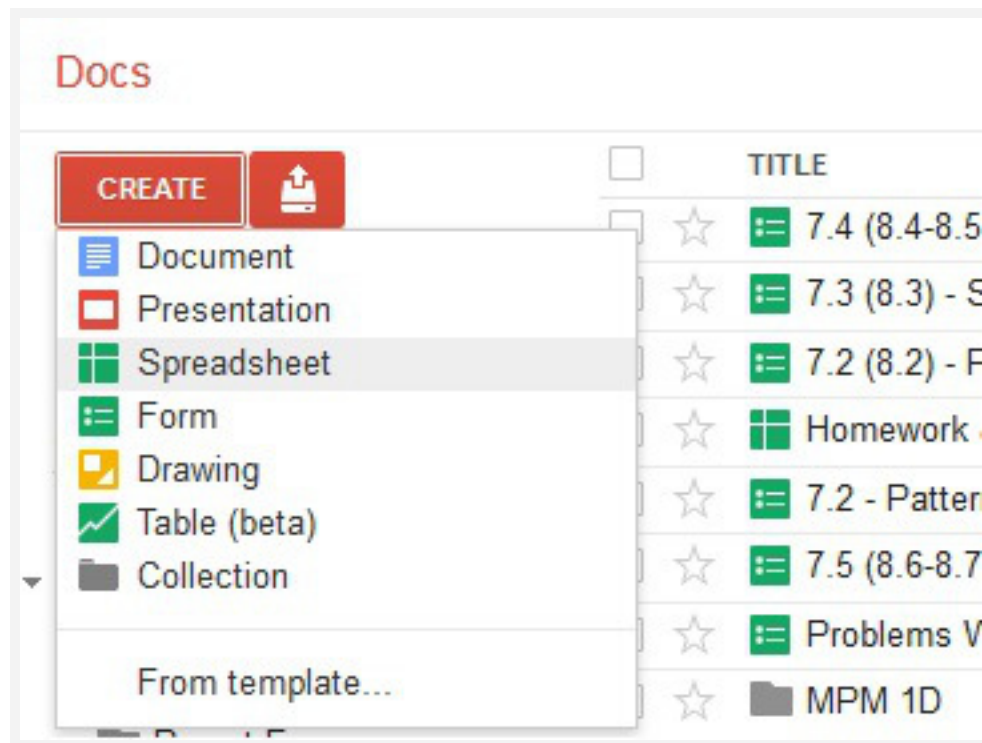 Docs
CREATE
Document
Presentation
Spreadsheet
Form
Drawing
Table (beta)
Collection
From template...
TITLE
7.4 (8.4-8.5
7.3 (8.3) - S
7.2 (8.2) -
Homework
7.2 - Patter
7.5 (8.6-8.7
Problems
MPM 1D